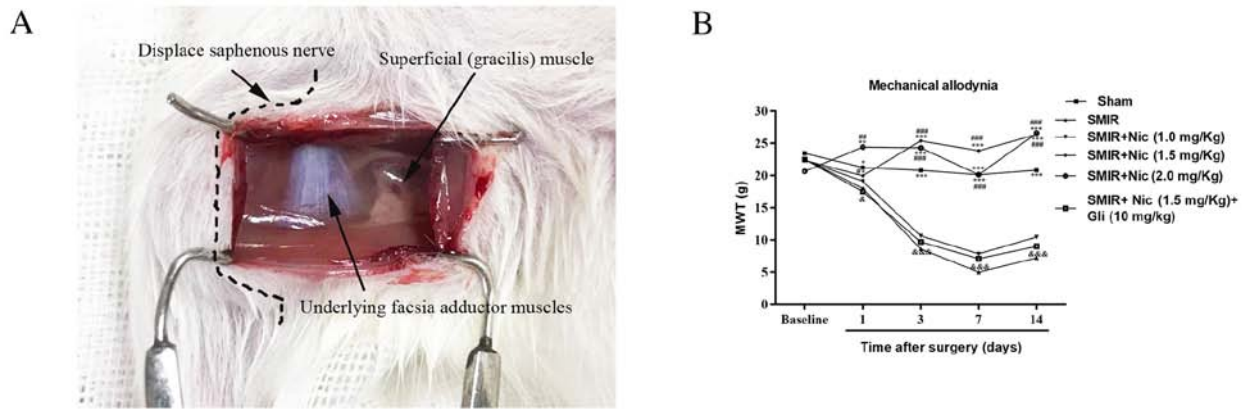 A
Displace saphenous nerve
Superficial (gracilis) muscle
Underlying facsia adductor muscles
B
Mechanical allodynia
MWT (g)
30
25
20
15
10
5
0
##
**
###
***
###
***
###
***
&
&&&
&&&
&&&
Baseline
1
3
7
14
Time after surgery (days)
Sham
SMIR
SMIR+Nic (1.0 mg/Kg)
SMIR+Nic (1.5 mg/Kg)
SMIR+Nic (2.0 mg/Kg)
SMIR+ Nic (1.5 mg/Kg)+
Gli (10 mg/kg)